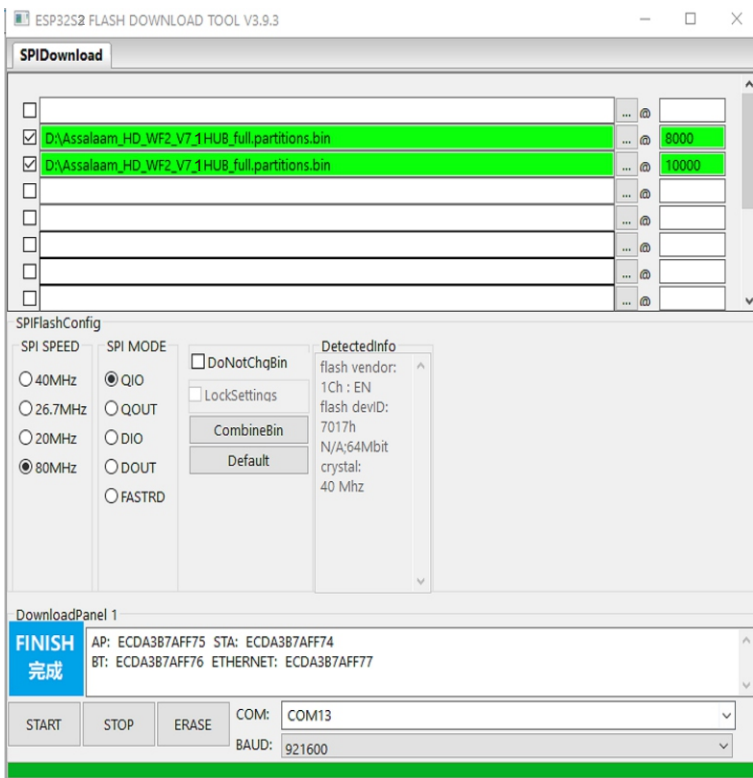 ESP32S2 FLASH DOWNLOAD TOOL V3.9.3
SPIDownload
... @
D:\Assalaam_HD_WF2_V7_1HUB_full.partitions.bin ... @ 8000
D:\Assalaam_HD_WF2_V7_1HUB_full.partitions.bin ... @ 10000
... @
... @
... @
... @
... @
SPIFlashConfig
SPI SPEED
40MHz
26.7MHz
20MHz
80MHz
SPI MODE
QIO
QOUT
DIO
DOUT
FASTRD
DoNotChgBin
LockSettings
CombineBin
Default
DetectedInfo
flash vendor:
1Ch : EN
flash devID:
7017h
N/A;64Mbit
crystal:
40 Mhz
DownloadPanel 1
FINISH
完成
AP: ECDA3B7AFF75 STA: ECDA3B7AFF74
BT: ECDA3B7AFF76 ETHERNET: ECDA3B7AFF77
START STOP ERASE
COM: COM13
BAUD: 921600